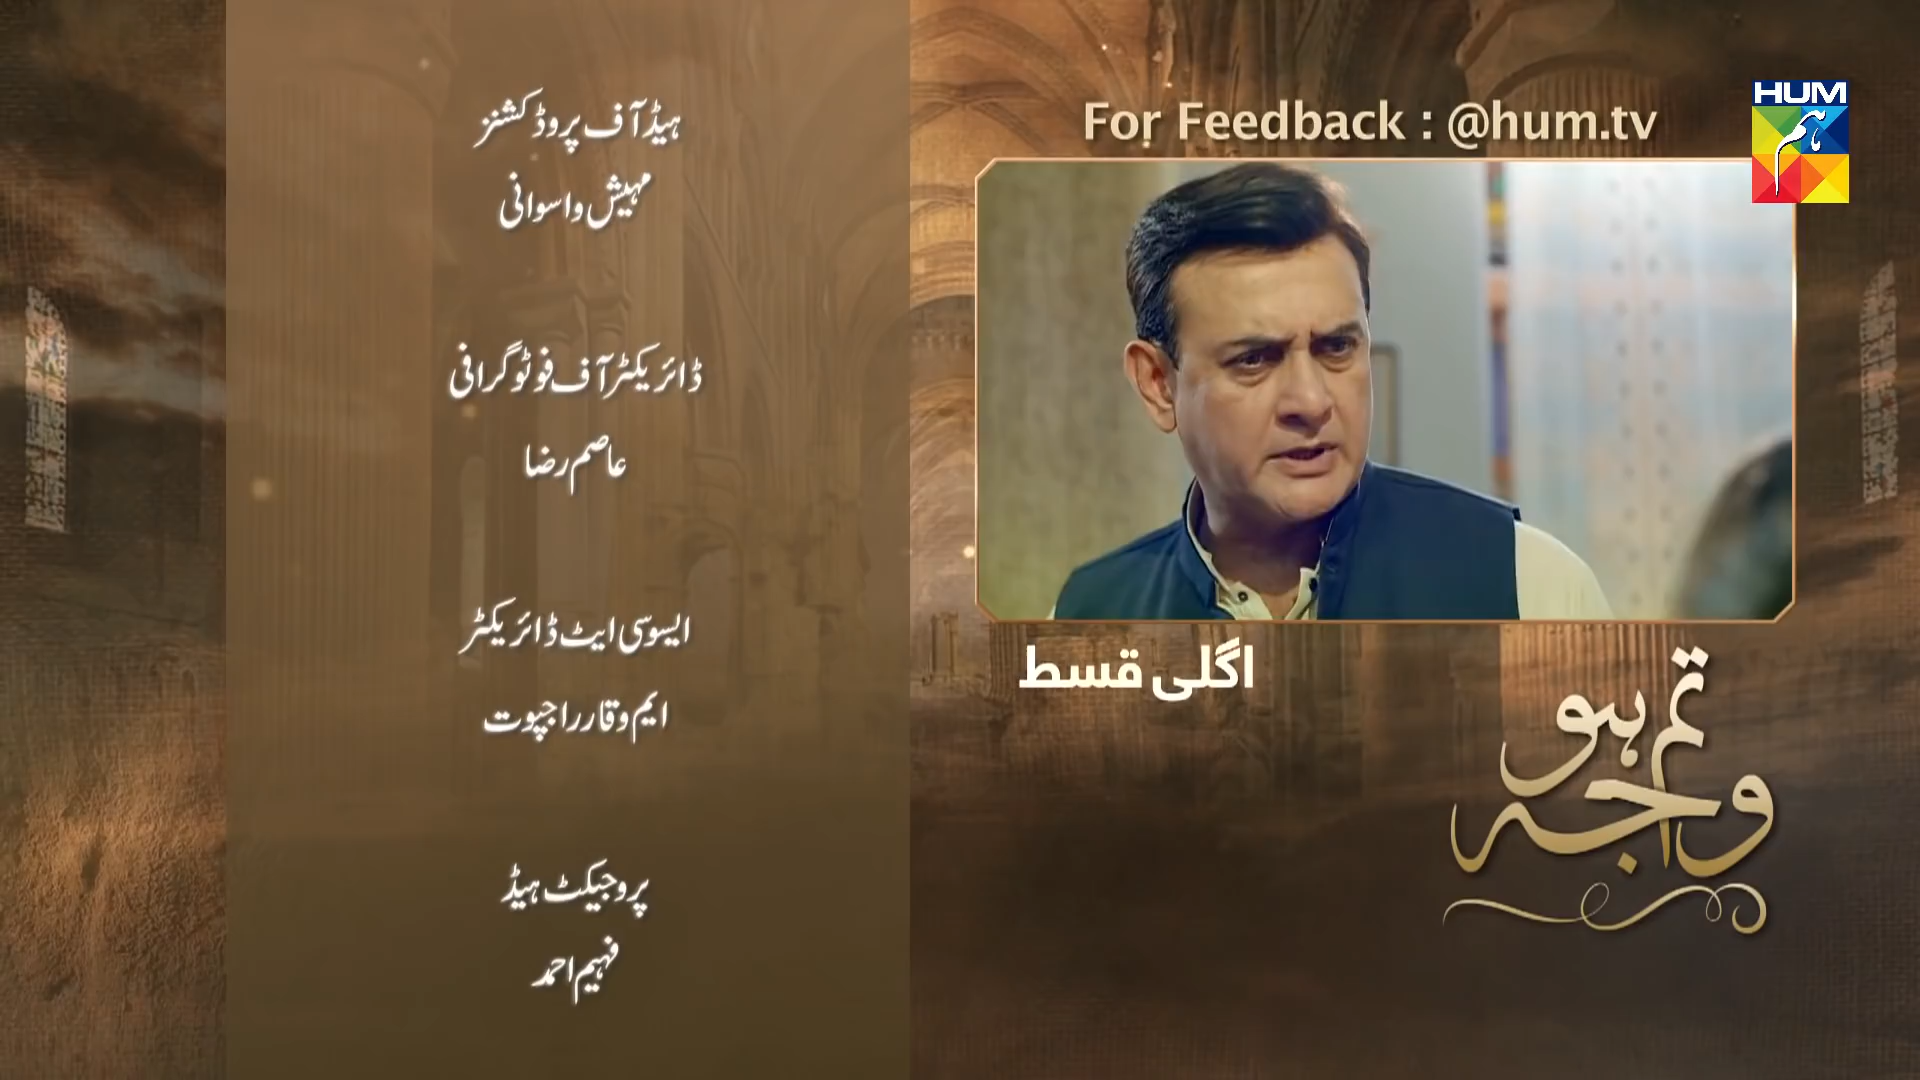 ہیڈ آف پروڈکشنز
مہیش واسوانی
ڈائریکٹر آف فوٹوگرافی
عاصم رضا
ایسوسی ایٹ ڈائریکٹر
ایم وقار راجپوت
پروجیکٹ ہیڈ
فہیم احمد
For Feedback : @hum.tv
HUM
ہم
اگلی قسط
تم ہو
وجہ